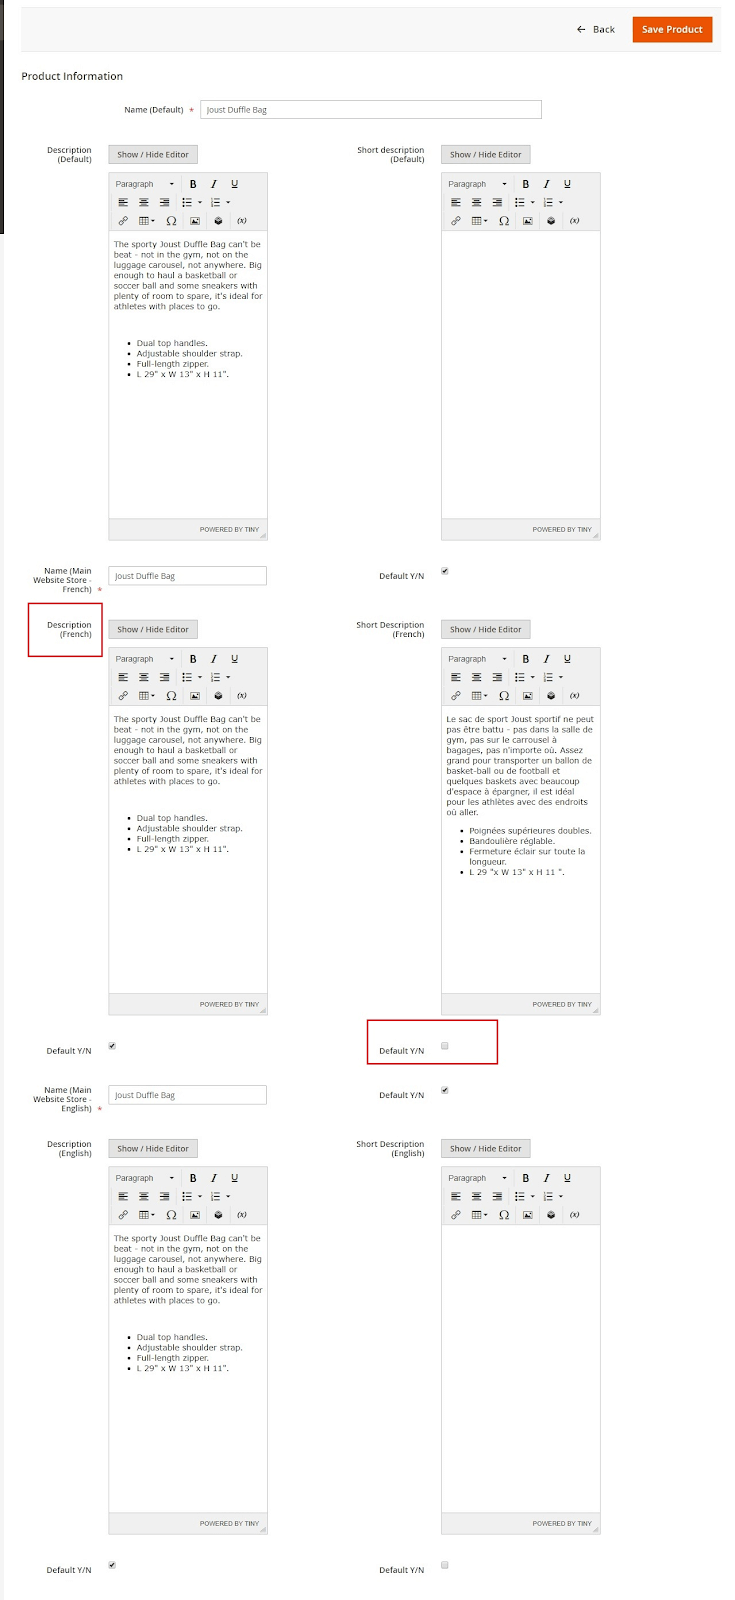 ← Back
Save Product
Product Information
Name (Default) *
Joust Duffle Bag
Description
(Default)
Show / Hide Editor
Paragraph
B I U
Ω
(x)
The sporty Joust Duffle Bag can't be
beat - not in the gym, not on the
luggage carousel, not anywhere. Big
enough to haul a basketball or
soccer ball and some sneakers with
plenty of room to spare, it's ideal for
athletes with places to go.
• Dual top handles.
• Adjustable shoulder strap.
• Full-length zipper.
• L 29" x W 13" x H 11".
POWERED BY TINY
Short description
(Default)
Show / Hide Editor
Paragraph
B I U
Ω
(x)
POWERED BY TINY
Name (Main
Website Store -
French) *
Joust Duffle Bag
Default Y/N
Description
(French)
Show / Hide Editor
Paragraph
B I U
Ω
(x)
The sporty Joust Duffle Bag can't be
beat - not in the gym, not on the
luggage carousel, not anywhere. Big
enough to haul a basketball or
soccer ball and some sneakers with
plenty of room to spare, it's ideal for
athletes with places to go.
• Dual top handles.
• Adjustable shoulder strap.
• Full-length zipper.
• L 29" x W 13" x H 11".
POWERED BY TINY
Short Description
(French)
Show / Hide Editor
Paragraph
B I U
Ω
(x)
Le sac de sport Joust sportif ne peut
pas être battu - pas dans la salle de
gym, pas sur le carrousel à
bagages, pas n'importe où. Assez
grand pour transporter un ballon de
basket-ball ou de football et
quelques baskets avec beaucoup
d'espace à épargner, il est idéal
pour les athlètes avec des endroits
où aller.
• Poignées supérieures doubles.
• Bandoulière réglable.
• Fermeture éclair sur toute la
longueur.
• L 29 "x W 13" x H 11 ".
POWERED BY TINY
Default Y/N
Default Y/N
Name (Main
Website Store -
English) *
Joust Duffle Bag
Default Y/N
Description
(English)
Show / Hide Editor
Paragraph
B I U
Ω
(x)
The sporty Joust Duffle Bag can't be
beat - not in the gym, not on the
luggage carousel, not anywhere. Big
enough to haul a basketball or
soccer ball and some sneakers with
plenty of room to spare, it's ideal for
athletes with places to go.
• Dual top handles.
• Adjustable shoulder strap.
• Full-length zipper.
• L 29" x W 13" x H 11".
POWERED BY TINY
Short Description
(English)
Show / Hide Editor
Paragraph
B I U
Ω
(x)
POWERED BY TINY
Default Y/N
Default Y/N